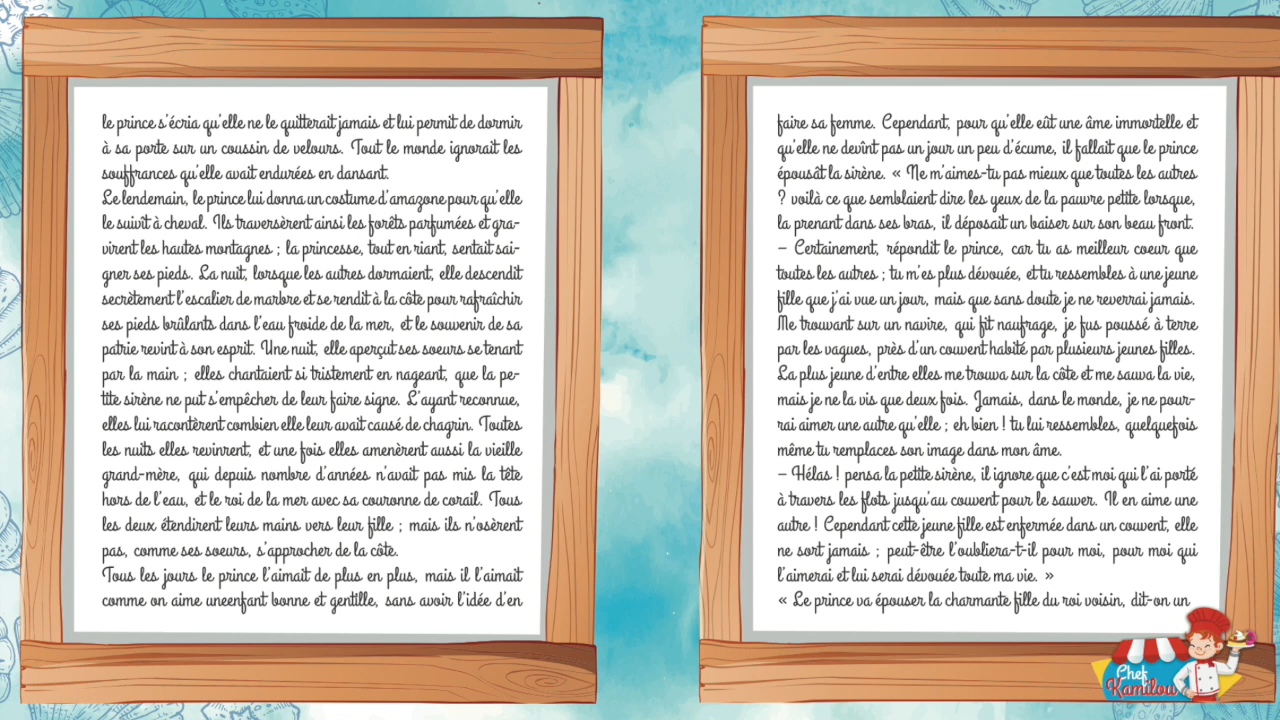 le prince s'écria qu'elle ne le quitterait jamais et lui permit de dormir
à sa porte sur un coussin de velours. Tout le monde ignorait les
souffrances qu'elle avait endurées en dansant.
Le lendemain, le prince lui donna un costume d'amazone pour qu'elle
le suivît à cheval. Ils traversèrent ainsi les forêts parfumées et gra-
virent les hautes montagnes ; la princesse, tout en riant, sentait sai-
gner ses pieds. La nuit, lorsque les autres dormaient, elle descendit
secrètement l'escalier de marbre et se rendit à la côte pour rafraîchir
ses pieds brûlants dans l'eau froide de la mer, et le souvenir de sa
patrie revint à son esprit. Une nuit, elle aperçut ses soeurs se tenant
par la main ; elles chantaient si tristement en nageant, que la pe-
tite sirène ne put s'empêcher de leur faire signe. L'ayant reconnue,
elles lui racontèrent combien elle leur avait causé de chagrin. Toutes
les nuits elles revinrent, et une fois elles amenèrent aussi la vieille
grand-mère, qui depuis nombre d'années n'avait pas mis la tête
hors de l'eau, et le roi de la mer avec sa couronne de corail. Tous
les deux étendirent leurs mains vers leur fille ; mais ils n'osèrent
pas, comme ses soeurs, s'approcher de la côte.
Tous les jours le prince l'aimait de plus en plus, mais il l'aimait
comme on aime uneenfant bonne et gentille, sans avoir l'idée d'en
faire sa femme. Cependant, pour qu'elle eût une âme immortelle et
qu'elle ne devînt pas un jour un peu d'écume, il fallait que le prince
épousât la sirène. « Ne m'aimes-tu pas mieux que toutes les autres
? voilà ce que semblaient dire les yeux de la pauvre petite lorsque,
la prenant dans ses bras, il déposait un baiser sur son beau front.
– Certainement, répondit le prince, car tu as meilleur coeur que
toutes les autres ; tu m'es plus dévouée, et tu ressembles à une jeune
fille que j'ai vue un jour, mais que sans doute je ne reverrai jamais.
Me trouvant sur un navire, qui fit naufrage, je fus poussé à terre
par les vagues, près d'un couvent habité par plusieurs jeunes filles.
La plus jeune d'entre elles me trouva sur la côte et me sauva la vie,
mais je ne la vis que deux fois. Jamais, dans le monde, je ne pour-
rai aimer une autre qu'elle ; eh bien ! tu lui ressembles, quelquefois
même tu remplaces son image dans mon âme.
– Hélas ! pensa la petite sirène, il ignore que c'est moi qui l'ai porté
à travers les flots jusqu'au couvent pour le sauver. Il en aime une
autre ! Cependant cette jeune fille est enfermée dans un couvent, elle
ne sort jamais ; peut-être l'oubliera-t-il pour moi, pour moi qui
l'aimerai et lui serai dévouée toute ma vie. »
« Le prince va épouser la charmante fille du roi voisin, dit-on un
Chef
Kamilou